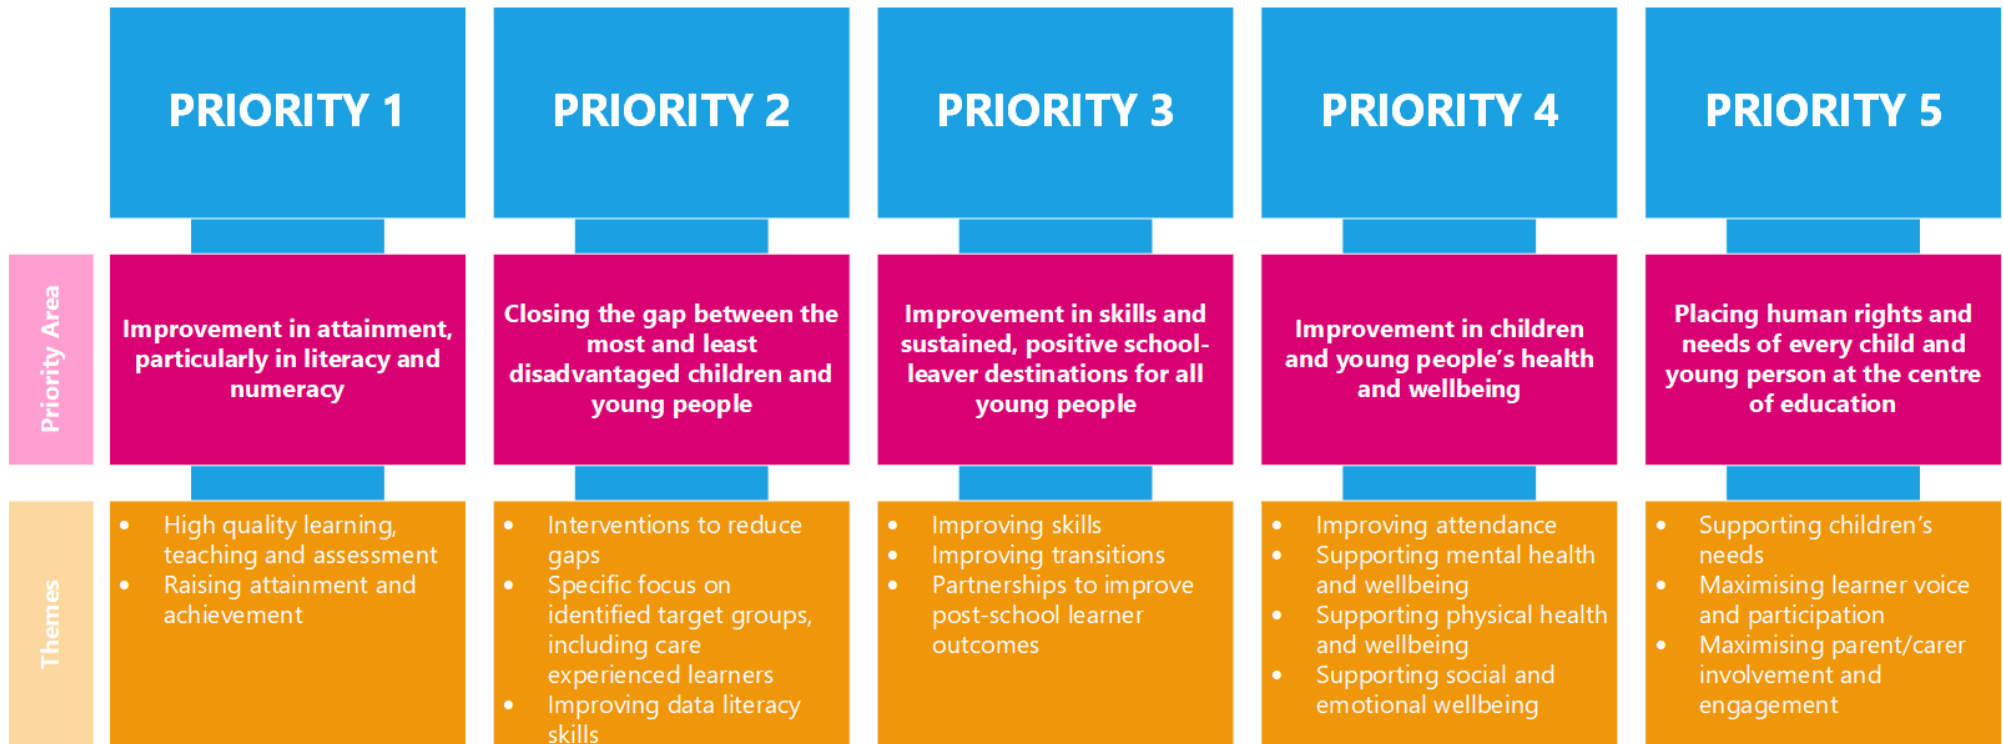 PRIORITY 1
PRIORITY 2
PRIORITY 3
PRIORITY 4
PRIORITY 5
Priority Area
Improvement in attainment,
particularly in literacy and
numeracy
Closing the gap between the
most and least
disadvantaged children and
young people
Improvement in skills and
sustained, positive school-
leaver destinations for all
young people
Improvement in children
and young people’s health
and wellbeing
Placing human rights and
needs of every child and
young person at the centre
of education
Themes
• High quality learning,
teaching and assessment
• Raising attainment and
achievement
• Interventions to reduce
gaps
• Specific focus on
identified target groups,
including care
experienced learners
• Improving data literacy
skills
• Improving skills
• Improving transitions
• Partnerships to improve
post-school learner
outcomes
• Improving attendance
• Supporting mental health
and wellbeing
• Supporting physical health
and wellbeing
• Supporting social and
emotional wellbeing
• Supporting children’s
needs
• Maximising learner voice
and participation
• Maximising parent/carer
involvement and
engagement